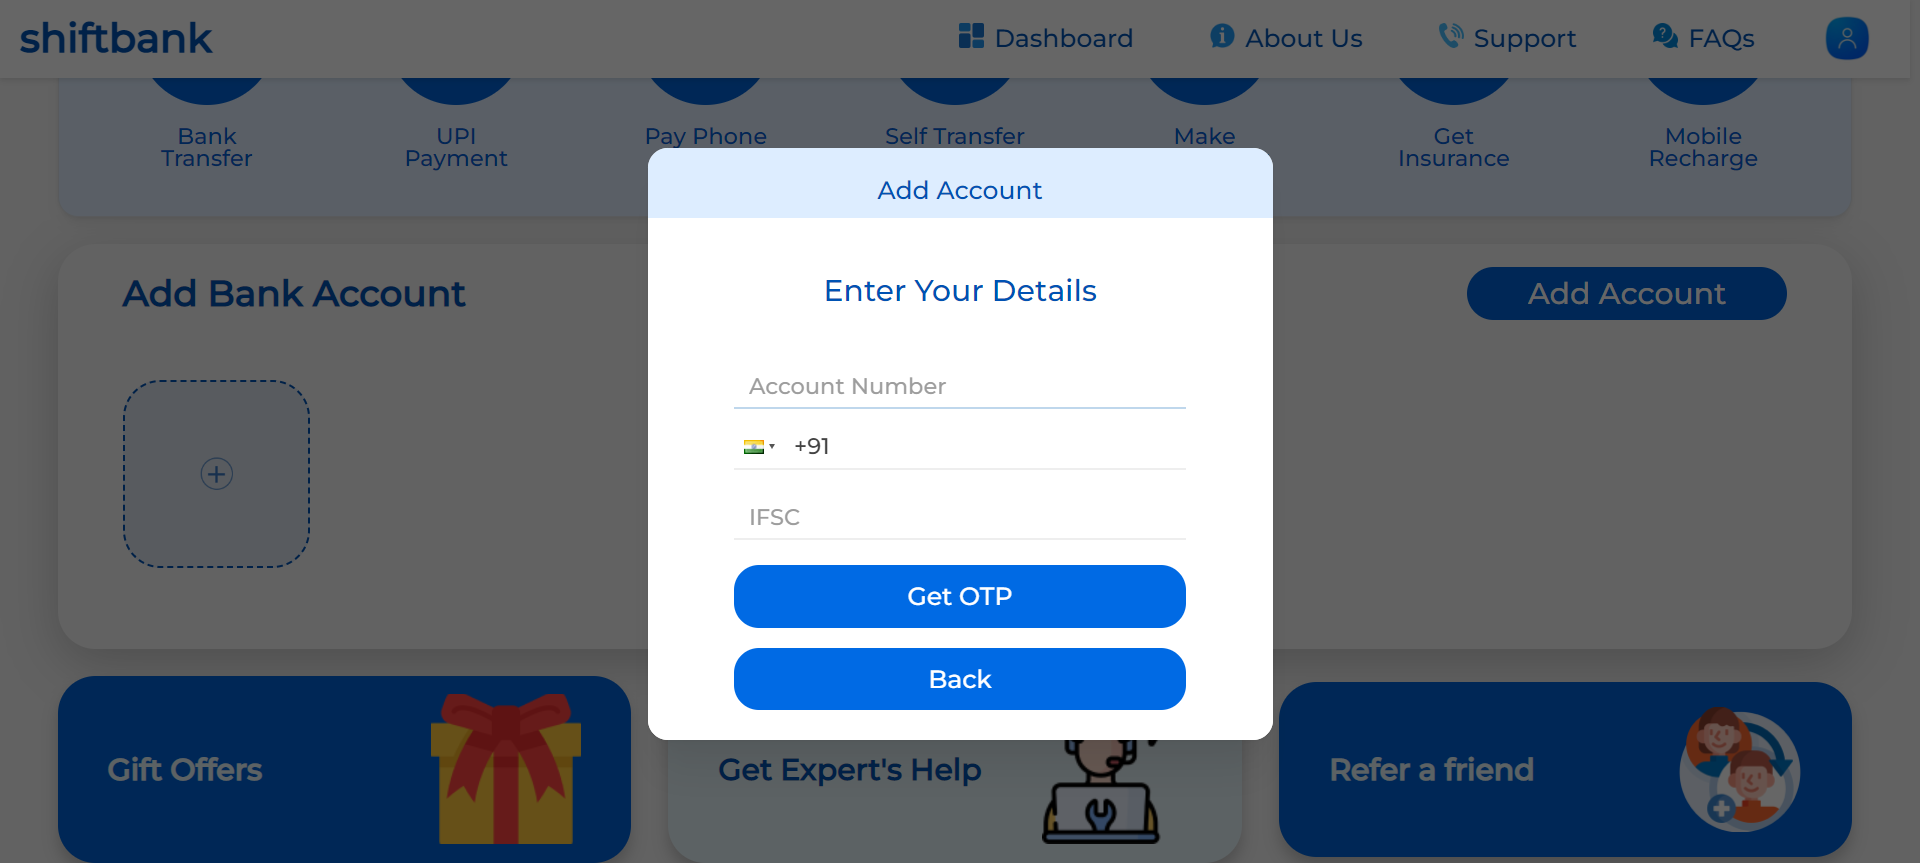 shiftbank
Dashboard
About Us
Support
FAQs
Bank
Transfer
UPI
Payment
Pay Phone
Self Transfer
Make
Get
Insurance
Mobile
Recharge
Add Account
Enter Your Details
Account Number
+91
IFSC
Get OTP
Back
Add Bank Account
Add Account
Gift Offers
Get Expert's Help
Refer a friend